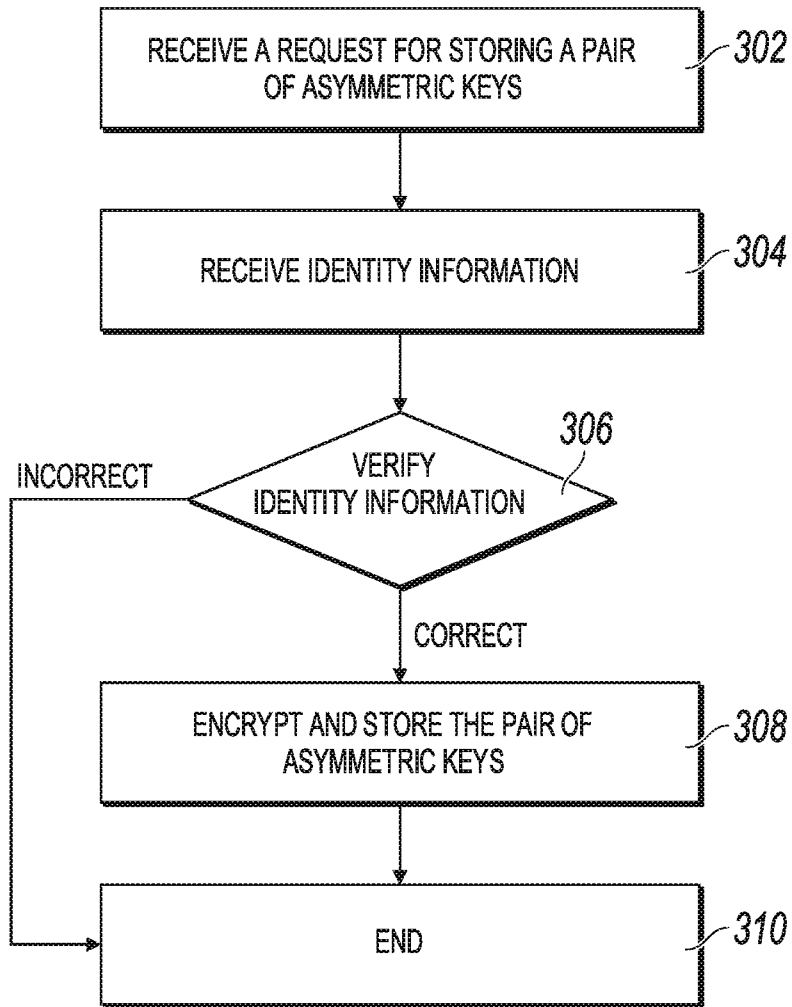 RECEIVE A REQUEST FOR STORING A PAIR
OF ASYMMETRIC KEYS
302
RECEIVE IDENTITY INFORMATION
304
VERIFY
IDENTITY INFORMATION
306
INCORRECT
CORRECT
ENCRYPT AND STORE THE PAIR OF
ASYMMETRIC KEYS
308
END
310